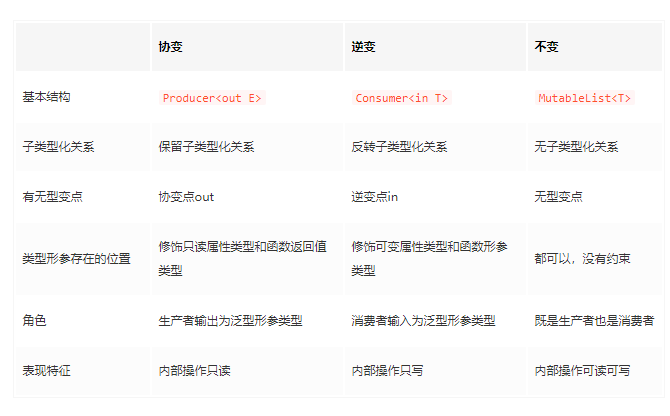 协变 逆变 不变
基本结构 Producer<out E> Consumer<in T> MutableList<T>
子类型化关系 保留子类型化关系 反转子类型化关系 无子类型化关系
有无型变点 协变点out 逆变点in 无型变点
类型形参存在的位置 修饰只读属性类型和函数返回值类型 修饰可变属性类型和函数形参类型 都可以，没有约束
角色 生产者输出为泛型形参类型 消费者输入为泛型形参类型 既是生产者也是消费者
表现特征 内部操作只读 内部操作只写 内部操作可读可写